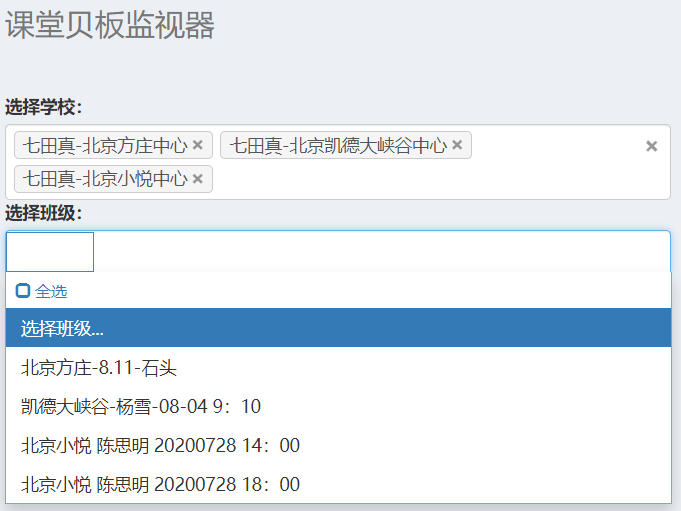 课堂贝板监视器
选择学校：
七田真-北京方庄中心× 七田真-北京凯德大峡谷中心× ×
七田真-北京小悦中心×
选择班级：
全选
选择班级...
北京方庄-8.11-石头
凯德大峡谷-杨雪-08-04 9：10
北京小悦 陈思明 20200728 14：00
北京小悦 陈思明 20200728 18：00